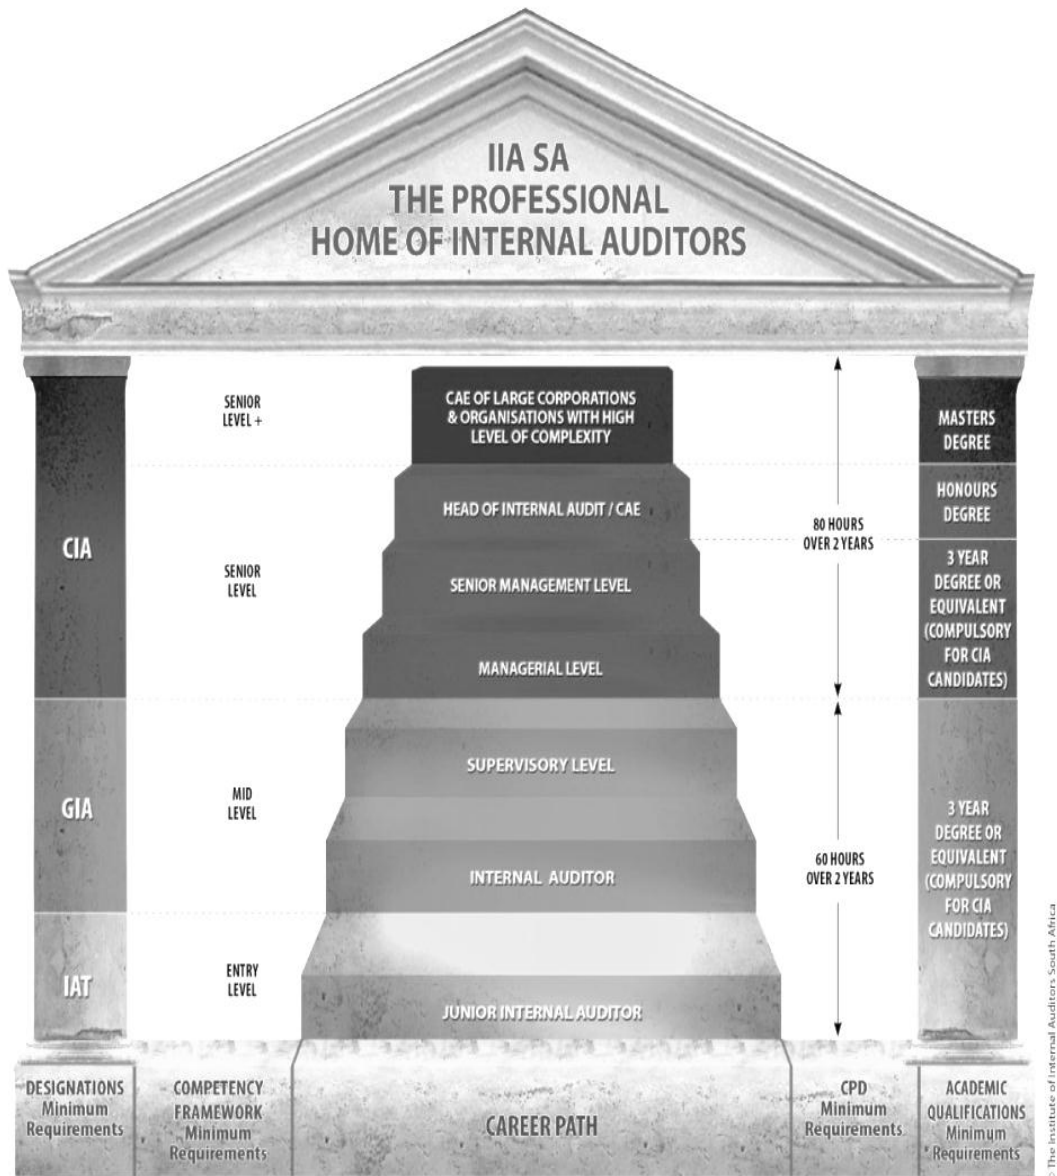 IIA SA
THE PROFESSIONAL
HOME OF INTERNAL AUDITORS
CIA
GIA
IAT
SENIOR
LEVEL +
SENIOR
LEVEL
MID
LEVEL
ENTRY
LEVEL
CAE OF LARGE CORPORATIONS
& ORGANISATIONS WITH HIGH
LEVEL OF COMPLEXITY
HEAD OF INTERNAL AUDIT / CAE
SENIOR MANAGEMENT LEVEL
MANAGERIAL LEVEL
SUPERVISORY LEVEL
INTERNAL AUDITOR
JUNIOR INTERNAL AUDITOR
80 HOURS
OVER 2 YEARS
60 HOURS
OVER 2 YEARS
MASTERS
DEGREE
HONOURS
DEGREE
3 YEAR
DEGREE OR
EQUIVALENT
(COMPULSORY
FOR CIA
CANDIDATES)
3 YEAR
DEGREE OR
EQUIVALENT
(COMPULSORY
FOR CIA
CANDIDATES)
DESIGNATIONS
Minimum
Requirements
COMPETENCY
FRAMEWORK
Minimum
Requirements
CAREER PATH
CPD
Minimum
Requirements
ACADEMIC
QUALIFICATIONS
Minimum
Requirements
The Institute of Internal Auditors South Africa